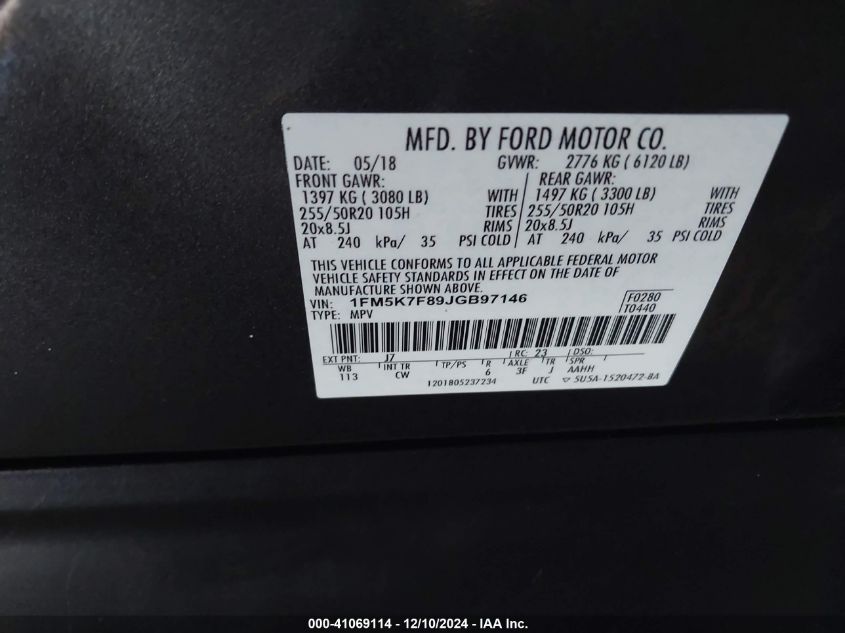 MFD. BY FORD MOTOR CO.
DATE: 05/18 GVWR: 2776 KG ( 6120 LB)
FRONT GAWR: REAR GAWR:
1397 KG ( 3080 LB) WITH 1497 KG ( 3300 LB) WITH
255/50R20 105H TIRES 255/50R20 105H TIRES
20x8.5J RIMS 20x8.5J RIMS
AT 240 kPa/ 35 PSI COLD AT 240 kPa/ 35 PSI COLD
THIS VEHICLE CONFORMS TO ALL APPLICABLE FEDERAL MOTOR
VEHICLE SAFETY STANDARDS IN EFFECT ON THE DATE OF
MANUFACTURE SHOWN ABOVE.
VIN: 1FM5K7F89JGB97146 F0280
TYPE: MPV T0440
EXT PNT: J7 RC: 23 DSO:
WB INT TR TP/PS R AXLE TR SPR
113 CW 6 3F J AAHH
1201805237234 UTC ▽ 5U5A-1520472-BA
000-41069114 - 12/10/2024 - IAA Inc.